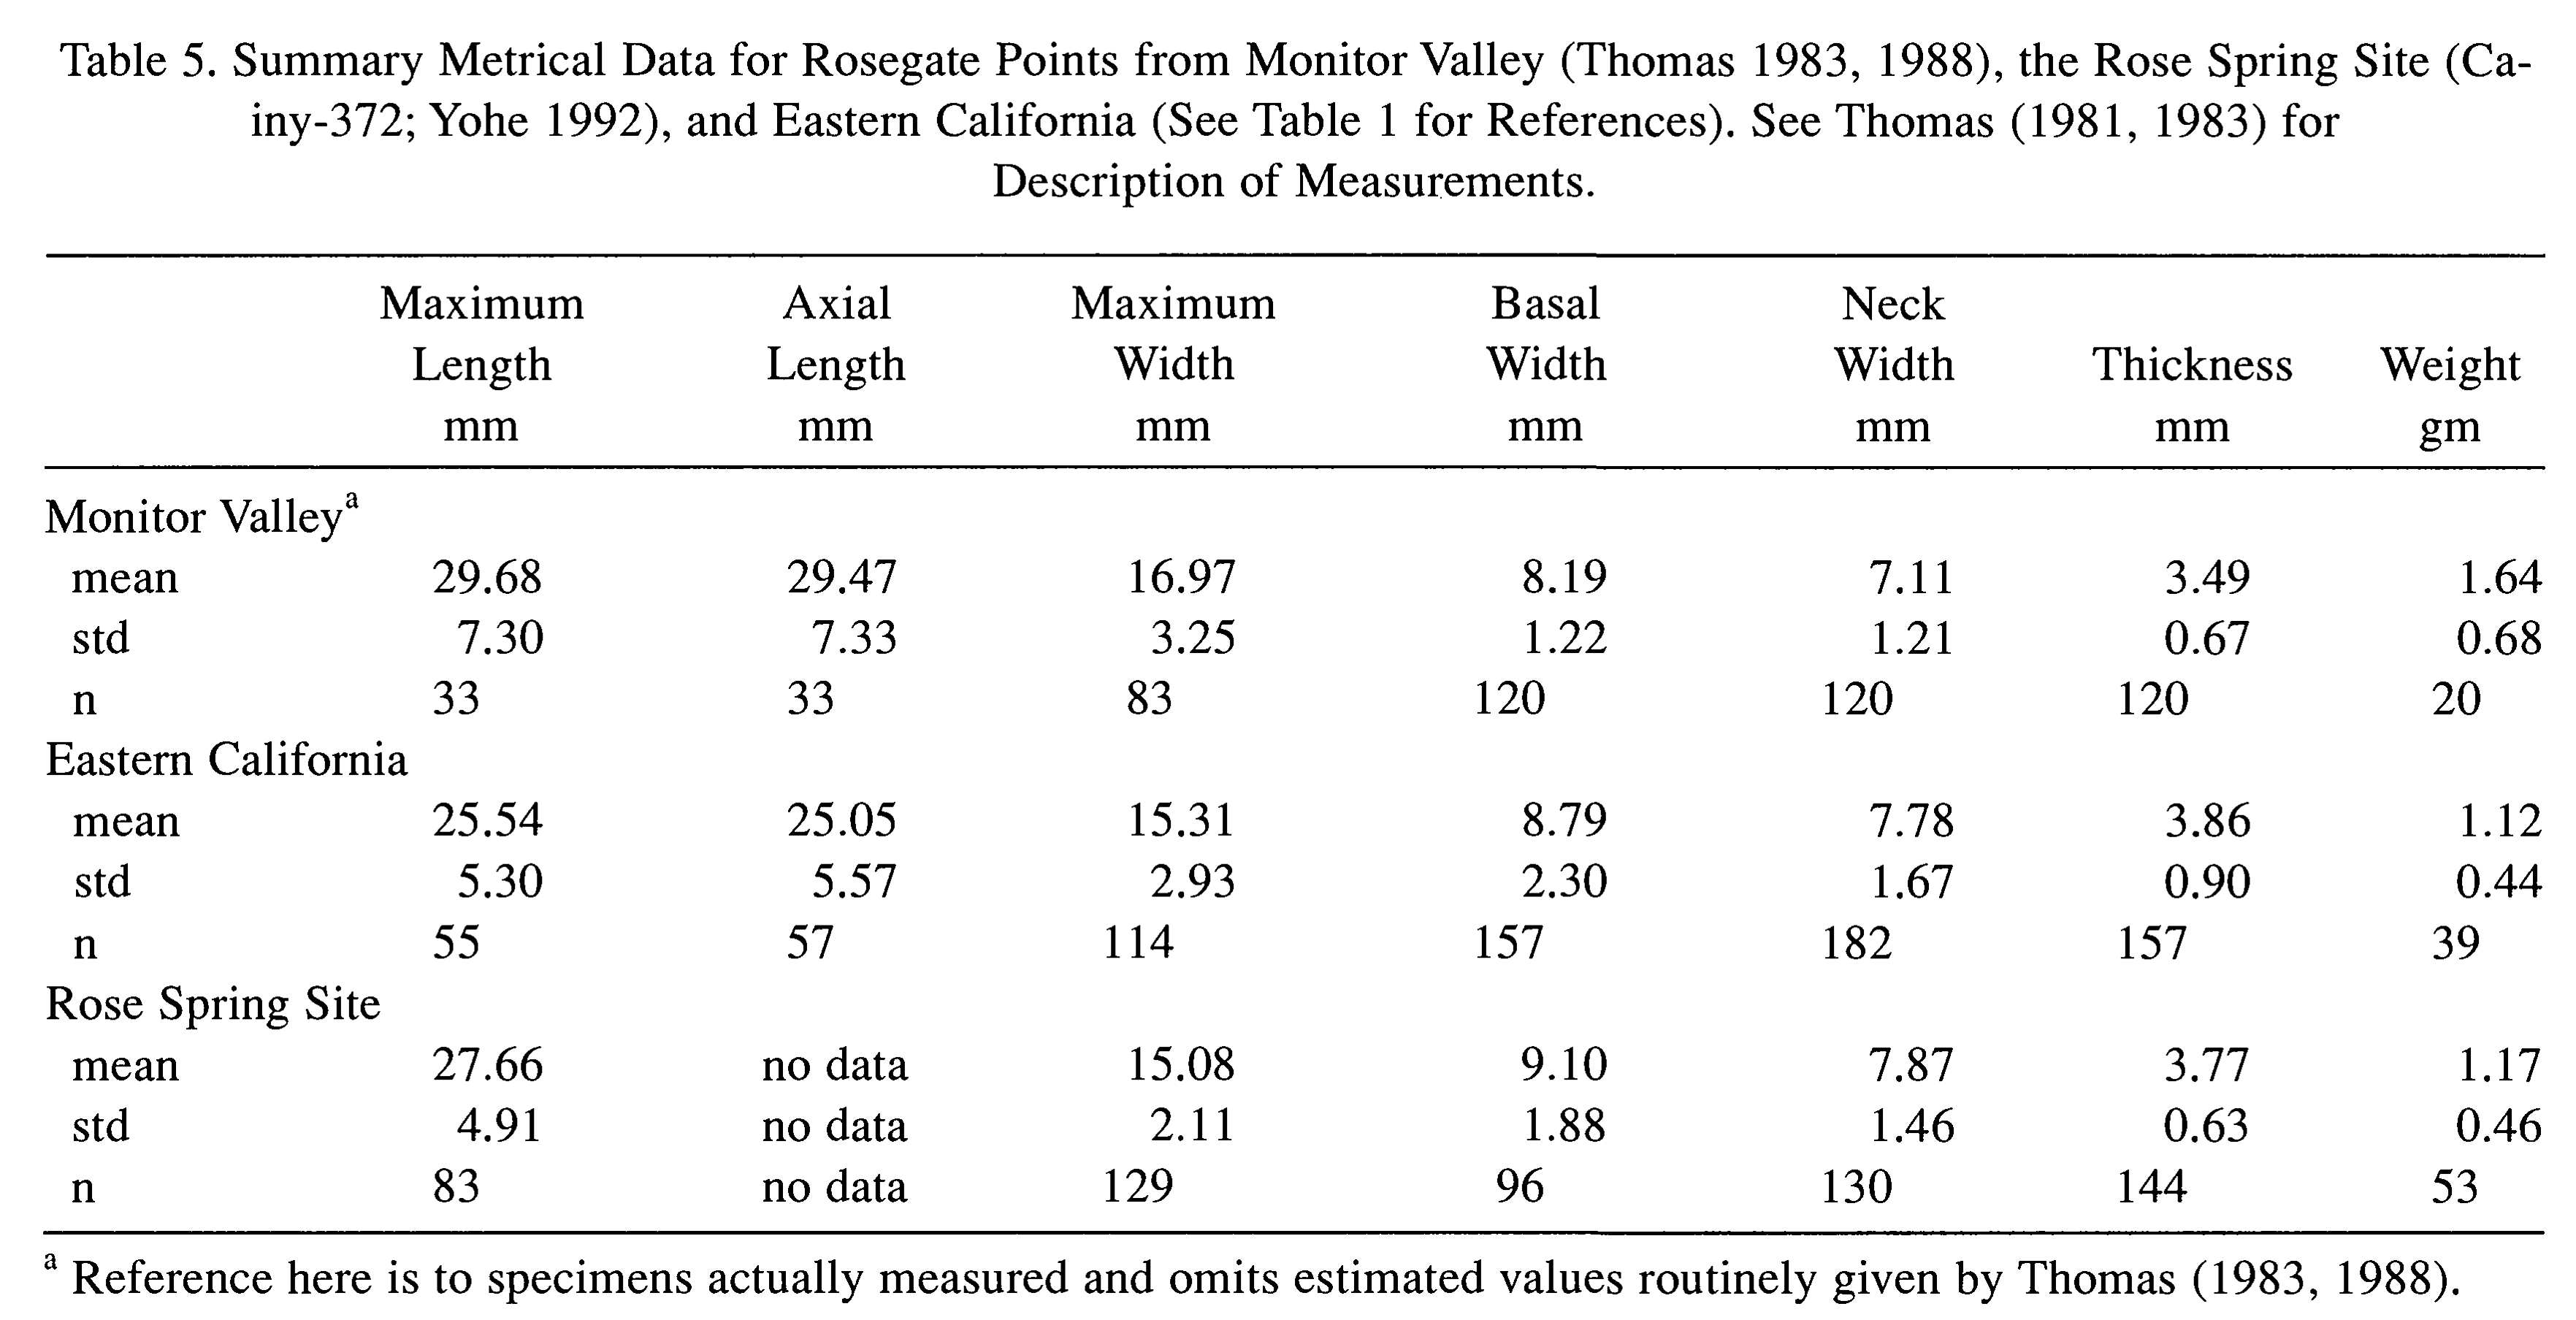 Table 5. Summary Metrical Data for Rosegate Points from Monitor Valley (Thomas 1983, 1988), the Rose Spring Site (Ca-
iny-372; Yohe 1992), and Eastern California (See Table 1 for References). See Thomas (1981, 1983) for
Description of Measurements.
Maximum Axial Maximum Basal Neck
Length Length Width Width Width Thickness Weight
mm mm mm mm mm mm gm
Monitor Valleyᵃ
mean 29.68 29.47 16.97 8.19 7.11 3.49 1.64
std 7.30 7.33 3.25 1.22 1.21 0.67 0.68
n 33 33 83 120 120 120 20
Eastern California
mean 25.54 25.05 15.31 8.79 7.78 3.86 1.12
std 5.30 5.57 2.93 2.30 1.67 0.90 0.44
n 55 57 114 157 182 157 39
Rose Spring Site
mean 27.66 no data 15.08 9.10 7.87 3.77 1.17
std 4.91 no data 2.11 1.88 1.46 0.63 0.46
n 83 no data 129 96 130 144 53
ᵃ Reference here is to specimens actually measured and omits estimated values routinely given by Thomas (1983, 1988).